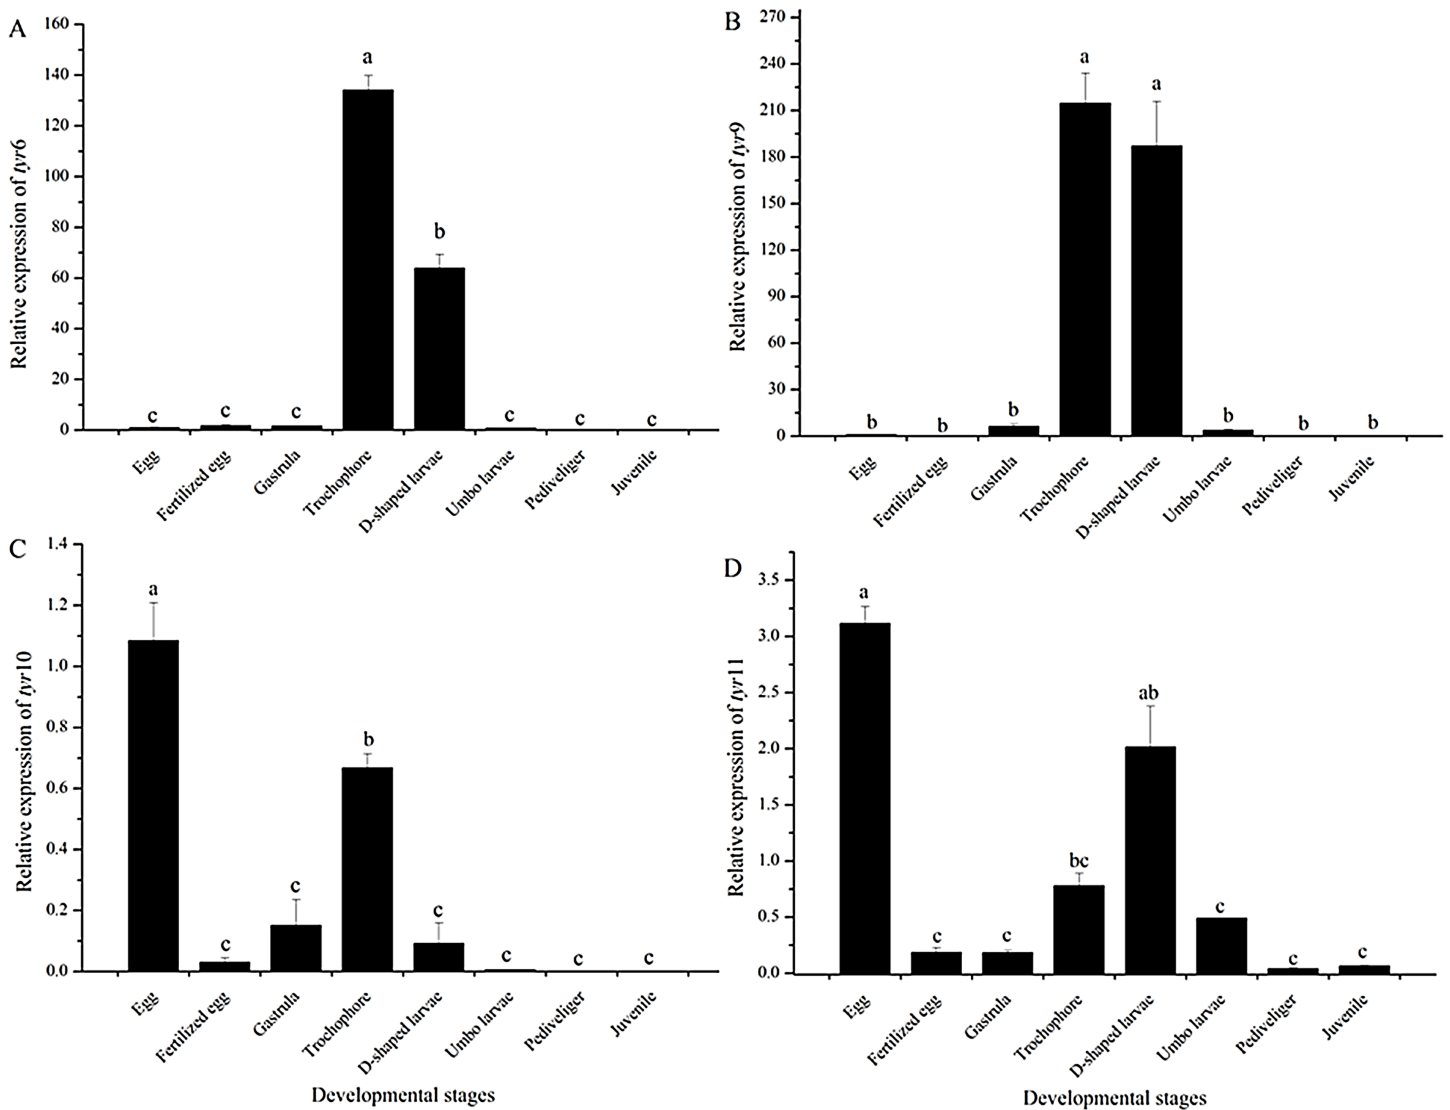 A
Relative expression of tyr6
160
140
120
100
80
60
40
20
0
c
c
c
a
b
c
c
c
Egg
Fertilized egg
Gastrula
Trochophore
D-shaped larvae
Umbo larvae
Pediveliger
Juvenile
B
Relative expression of tyr9
270
240
210
180
150
120
90
60
30
0
b
b
b
a
a
b
b
b
Egg
Fertilized egg
Gastrula
Trochophore
D-shaped larvae
Umbo larvae
Pediveliger
Juvenile
C
Relative expression of tyr10
1.4
1.2
1.0
0.8
0.6
0.4
0.2
0.0
a
c
c
b
c
c
c
c
Egg
Fertilized egg
Gastrula
Trochophore
D-shaped larvae
Umbo larvae
Pediveliger
Juvenile
Developmental stages
D
Relative expression of tyr11
3.5
3.0
2.5
2.0
1.5
1.0
0.5
0.0
a
c
c
bc
ab
c
c
c
Egg
Fertilized egg
Gastrula
Trochophore
D-shaped larvae
Umbo larvae
Pediveliger
Juvenile
Developmental stages